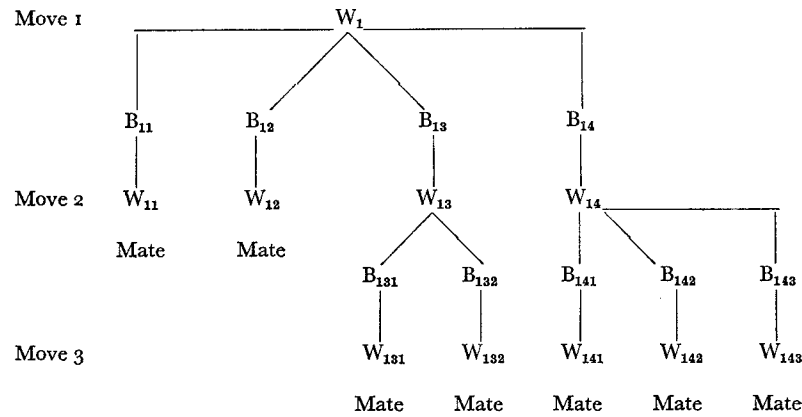 Move 1 W₁
B₁₁ B₁₂ B₁₃ B₁₄
Move 2 W₁₁ W₁₂ W₁₃ W₁₄
Mate Mate
B₁₃₁ B₁₃₂ B₁₄₁ B₁₄₂ B₁₄₃
Move 3 W₁₃₁ W₁₃₂ W₁₄₁ W₁₄₂ W₁₄₃
Mate Mate Mate Mate Mate